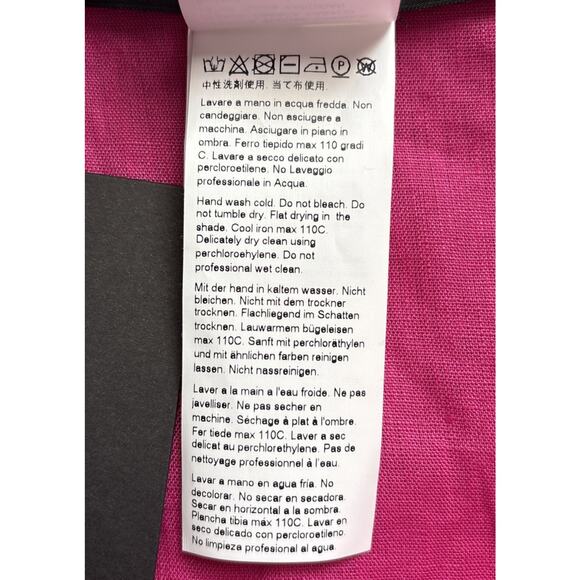 中性洗剤使用. 当て布使用.
Lavare a mano in acqua fredda. Non
candeggiare. Non asciugare a
macchina. Asciugare in piano in
ombra. Ferro tiepido max 110 gradi
C. Lavare a secco delicato con
percloroetilene. No Lavaggio
professionale in Acqua.
Hand wash cold. Do not bleach. Do
not tumble dry. Flat drying in the
shade. Cool iron max 110C.
Delicately dry clean using
perchloroehylene. Do not
professional wet clean.
Mit der hand in kaltem wasser. Nicht
bleichen. Nicht mit dem trockner
trocknen. Flachliegend im Schatten
trocknen. Lauwarmem bügeleisen
max 110C. Sanft mit perchloräthylen
und mit ähnlichen farben reinigen
lassen. Nicht nassreinigen.
Laver a la main a l'eau froide. Ne pas
javelliser. Ne pas secher en
machine. Séchage à plat à l'ombre.
Fer tiede max 110C. Laver a sec
delicat au perchlorethylène. Pas de
nettoyage professionnel à l'eau.
Lavar a mano en agua fría. No
decolorar. No secar en secadora.
Secar en horizontal a la sombra.
Plancha tibia máx 110C. Lavar en
seco delicado con percloroetileno.
No limpieza profesional al agua.